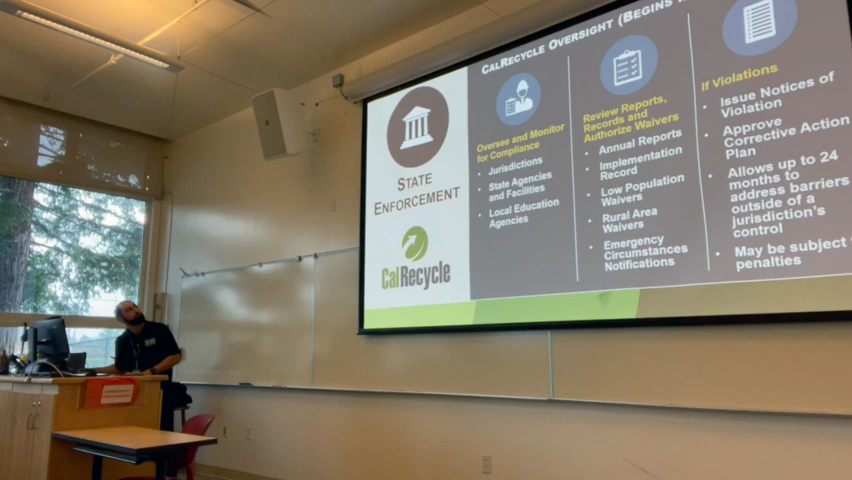 CALRECYCLE OVERSIGHT (BEGINS
STATE
ENFORCEMENT
CalRecycle
Oversee and Monitor
for Compliance
• Jurisdictions
• State Agencies
and Facilities
• Local Education
Agencies
Review Reports,
Records and
Authorize Waivers
• Annual Reports
• Implementation
Record
• Low Population
Waivers
• Rural Area
Waivers
• Emergency
Circumstances
Notifications
If Violations
• Issue Notices of
Violation
• Approve
Corrective Action
Plan
• Allows up to 24
months to
address barriers
outside of a
jurisdiction's
control
• May be subject
penalties